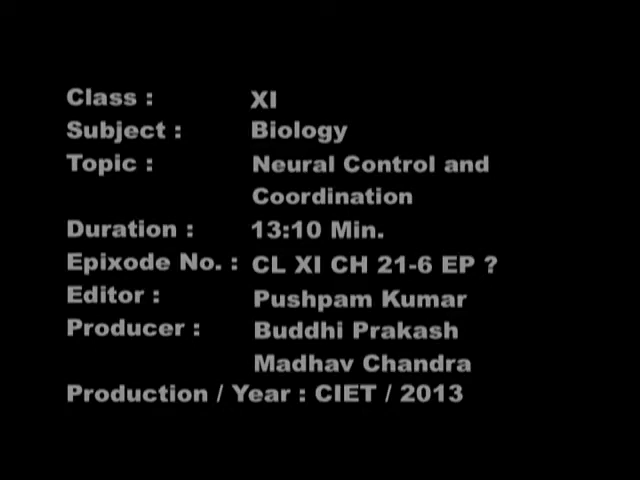 Class : XI
Subject : Biology
Topic : Neural Control and
Coordination
Duration : 13:10 Min.
Epixode No. : CL XI CH 21-6 EP ?
Editor : Pushpam Kumar
Producer : Buddhi Prakash
Madhav Chandra
Production / Year : CIET / 2013